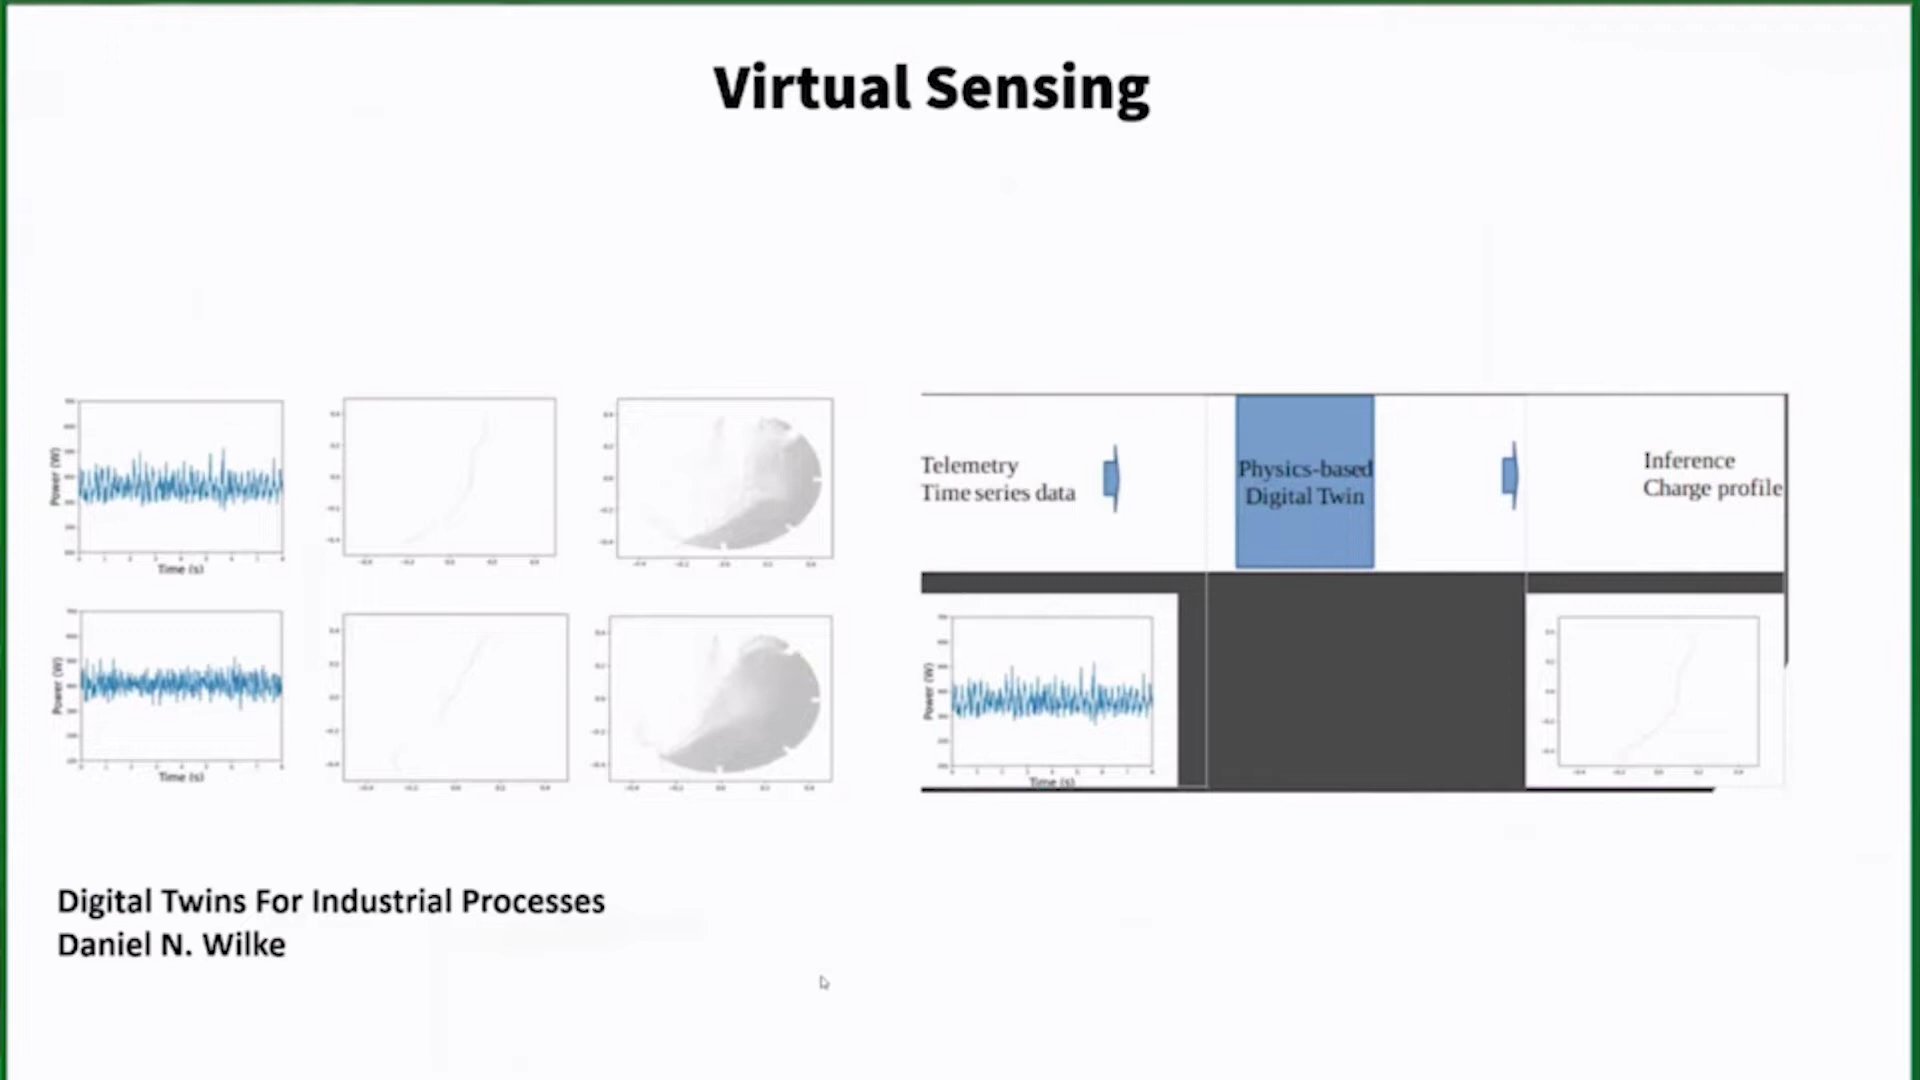 Virtual Sensing
Power (W)
Time (s)
Power (W)
Time (s)
Telemetry
Time series data
Physics-based
Digital Twin
Inference
Charge profile
Power (W)
Time (s)
Digital Twins For Industrial Processes
Daniel N. Wilke